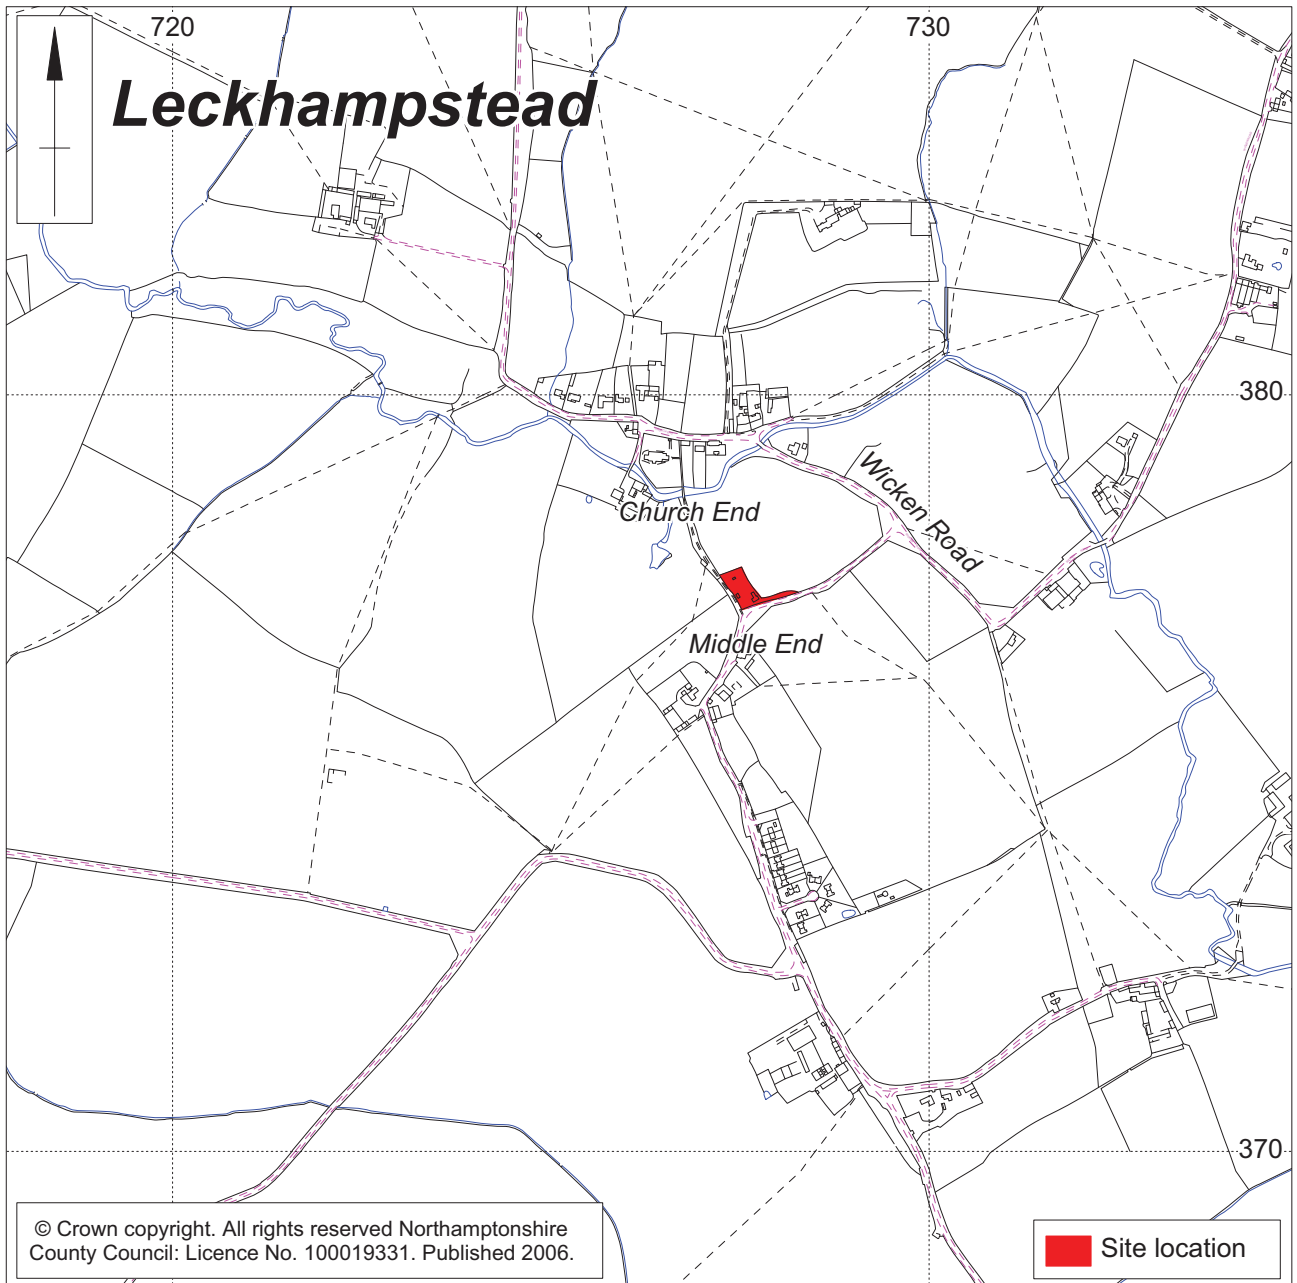 720
730
Leckhampstead
380
Wicken Road
Church End
Middle End
370
© Crown copyright. All rights reserved Northamptonshire
County Council: Licence No. 100019331. Published 2006.
Site location